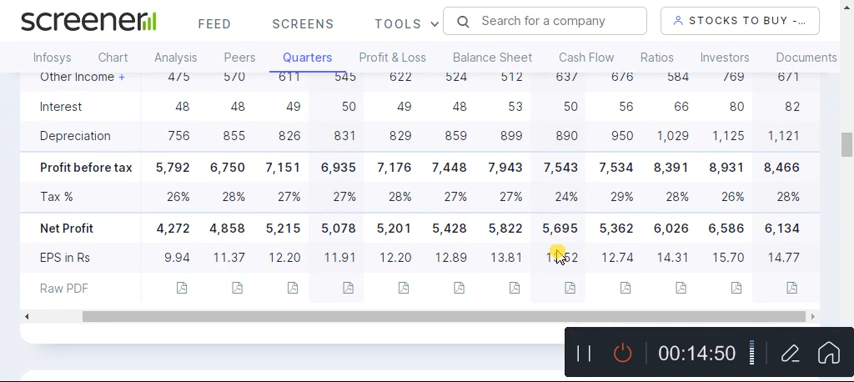 screener
FEED SCREENS TOOLS Search for a company STOCKS TO BUY -...
Infosys Chart Analysis Peers Quarters Profit & Loss Balance Sheet Cash Flow Ratios Investors Documents
Other Income + 475 570 611 545 622 524 512 637 676 584 769 671
Interest 48 48 49 50 49 48 53 50 56 66 80 82
Depreciation 756 855 826 831 829 859 899 890 950 1,029 1,125 1,121
Profit before tax 5,792 6,750 7,151 6,935 7,176 7,448 7,943 7,543 7,534 8,391 8,931 8,466
Tax % 26% 28% 27% 27% 28% 27% 27% 24% 29% 28% 26% 28%
Net Profit 4,272 4,858 5,215 5,078 5,201 5,428 5,822 5,695 5,362 6,026 6,586 6,134
EPS in Rs 9.94 11.37 12.20 11.91 12.20 12.89 13.81 12.74 14.31 15.70 14.77
Raw PDF
00:14:50